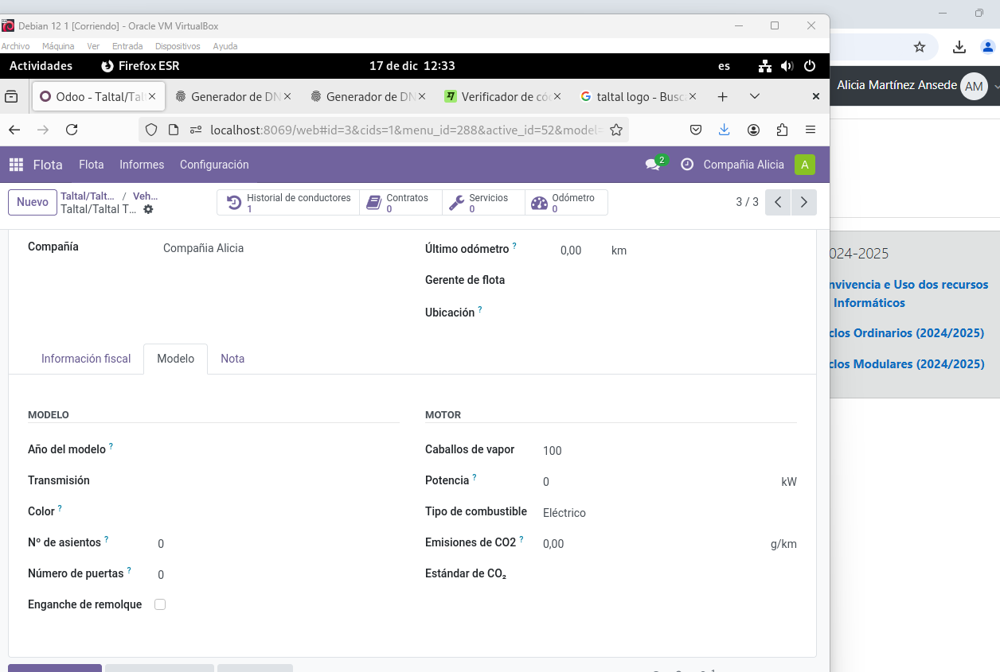 Debian 12 1 [Corriendo] - Oracle VM VirtualBox
Archivo Máquina Ver Entrada Dispositivos Ayuda
Actividades Firefox ESR 17 de dic 12:33 es
Odoo - Taltal/Tal Generador de DN Generador de DN Verificador de có taltal logo - Busc
localhost:8069/web#id=3&cids=1&menu_id=288&active_id=52&model=
Alicia Martínez Ansede AM
Flota Flota Informes Configuración 2 Compañia Alicia A
Nuevo
Taltal/Talt... / Veh...
Taltal/Taltal T...
Historial de conductores
1
Contratos
0
Servicios
0
Odómetro
0
3 / 3
Compañía Compañia Alicia
Último odómetro ? 0,00 km
Gerente de flota
Ubicación ?
Información fiscal Modelo Nota
MODELO
Año del modelo ?
Transmisión
Color ?
Nº de asientos ? 0
Número de puertas ? 0
Enganche de remolque
MOTOR
Caballos de vapor 100
Potencia ? 0 kW
Tipo de combustible Eléctrico
Emisiones de CO2 ? 0,00 g/km
Estándar de CO₂
024-2025
nvivencia e Uso dos recursos
Informáticos
clos Ordinarios (2024/2025)
clos Modulares (2024/2025)